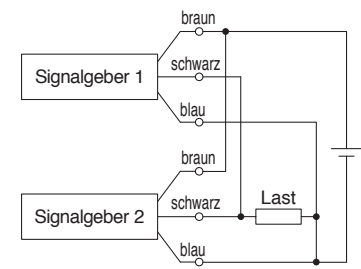 braun
Signalgeber 1
schwarz
blau
braun
Signalgeber 2
schwarz
Last
blau